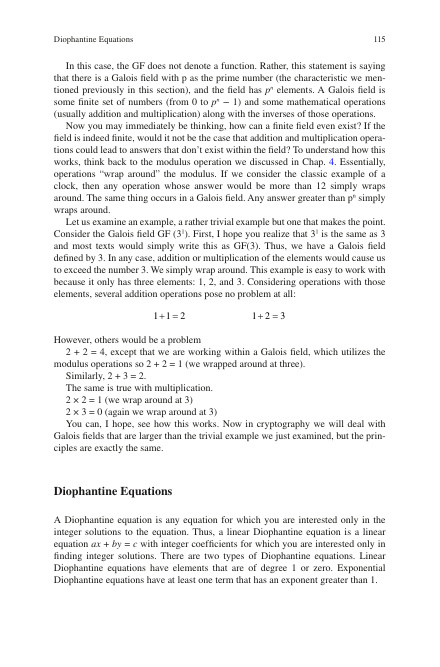 Diophantine Equations 115
In this case, the GF does not denote a function. Rather, this statement is saying
that there is a Galois field with p as the prime number (the characteristic we men-
tioned previously in this section), and the field has pⁿ elements. A Galois field is
some finite set of numbers (from 0 to pⁿ − 1) and some mathematical operations
(usually addition and multiplication) along with the inverses of those operations.
Now you may immediately be thinking, how can a finite field even exist? If the
field is indeed finite, would it not be the case that addition and multiplication opera-
tions could lead to answers that don't exist within the field? To understand how this
works, think back to the modulus operation we discussed in Chap. 4. Essentially,
operations “wrap around” the modulus. If we consider the classic example of a
clock, then any operation whose answer would be more than 12 simply wraps
around. The same thing occurs in a Galois field. Any answer greater than pⁿ simply
wraps around.
Let us examine an example, a rather trivial example but one that makes the point.
Consider the Galois field GF (3¹). First, I hope you realize that 3¹ is the same as 3
and most texts would simply write this as GF(3). Thus, we have a Galois field
defined by 3. In any case, addition or multiplication of the elements would cause us
to exceed the number 3. We simply wrap around. This example is easy to work with
because it only has three elements: 1, 2, and 3. Considering operations with those
elements, several addition operations pose no problem at all:
1+1=2 1+2=3
However, others would be a problem
2 + 2 = 4, except that we are working within a Galois field, which utilizes the
modulus operations so 2 + 2 = 1 (we wrapped around at three).
Similarly, 2 + 3 = 2.
The same is true with multiplication.
2 × 2 = 1 (we wrap around at 3)
2 × 3 = 0 (again we wrap around at 3)
You can, I hope, see how this works. Now in cryptography we will deal with
Galois fields that are larger than the trivial example we just examined, but the prin-
ciples are exactly the same.
Diophantine Equations
A Diophantine equation is any equation for which you are interested only in the
integer solutions to the equation. Thus, a linear Diophantine equation is a linear
equation ax + by = c with integer coefficients for which you are interested only in
finding integer solutions. There are two types of Diophantine equations. Linear
Diophantine equations have elements that are of degree 1 or zero. Exponential
Diophantine equations have at least one term that has an exponent greater than 1.